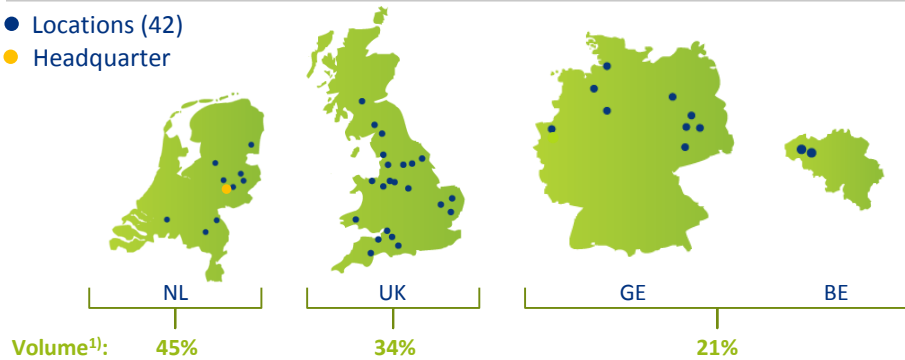 Locations (42)
Headquarter
NL UK GE BE
Volume1): 45% 34% 21%